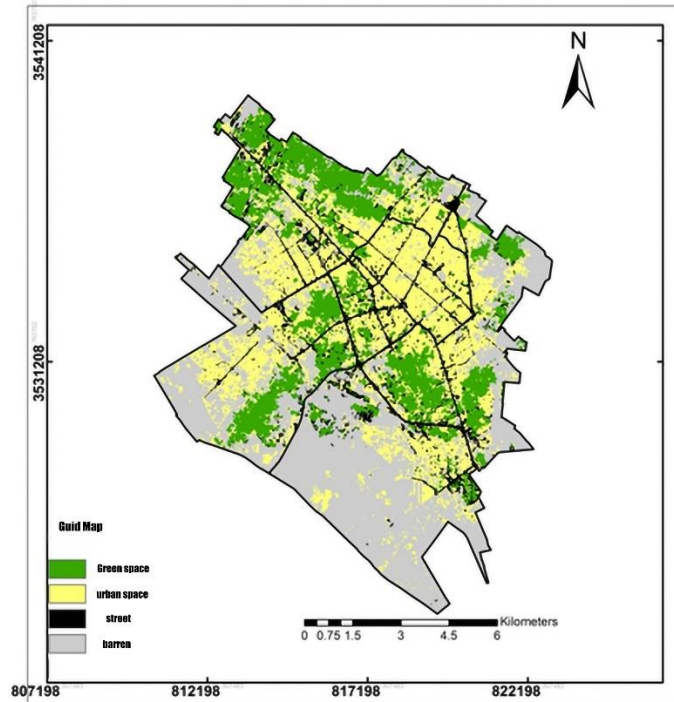 3541208
N
3531208
Guid Map
Green space
urban space
street
barren
Kilometers
0 0.75 1.5 3 4.5 6
807198 812198 817198 822198